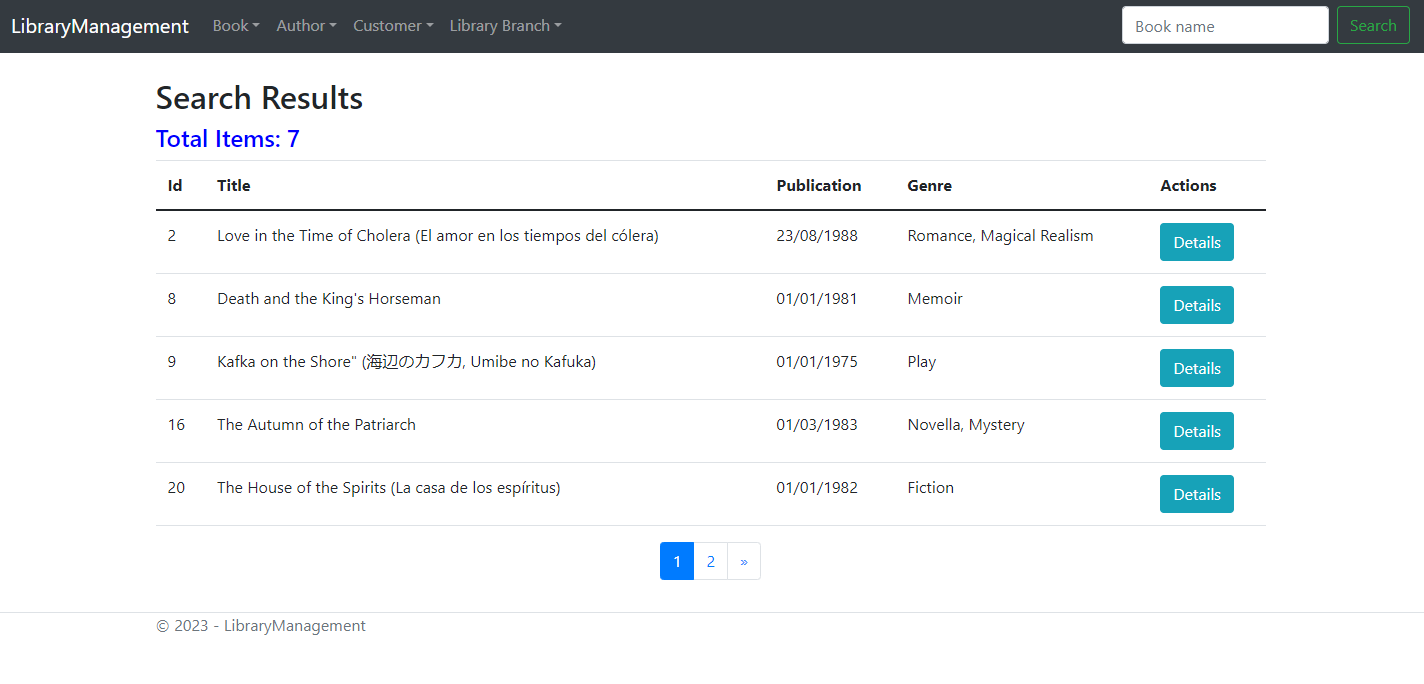 LibraryManagement Book Author Customer Library Branch Book name Search
Search Results
Total Items: 7
Id Title Publication Genre Actions
2 Love in the Time of Cholera (El amor en los tiempos del cólera) 23/08/1988 Romance, Magical Realism Details
8 Death and the King's Horseman 01/01/1981 Memoir Details
9 Kafka on the Shore" (海辺のカフカ, Umibe no Kafuka) 01/01/1975 Play Details
16 The Autumn of the Patriarch 01/03/1983 Novella, Mystery Details
20 The House of the Spirits (La casa de los espíritus) 01/01/1982 Fiction Details
1 2 »
© 2023 - LibraryManagement